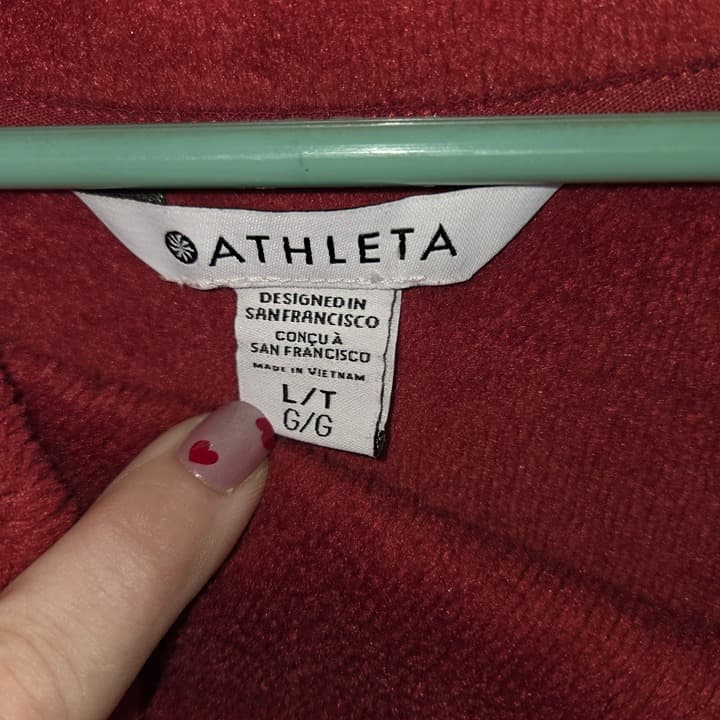 ATHLETA
DESIGNED IN
SAN FRANCISCO
CONÇU À
SAN FRANCISCO
MADE IN VIETNAM
L/T
G/G